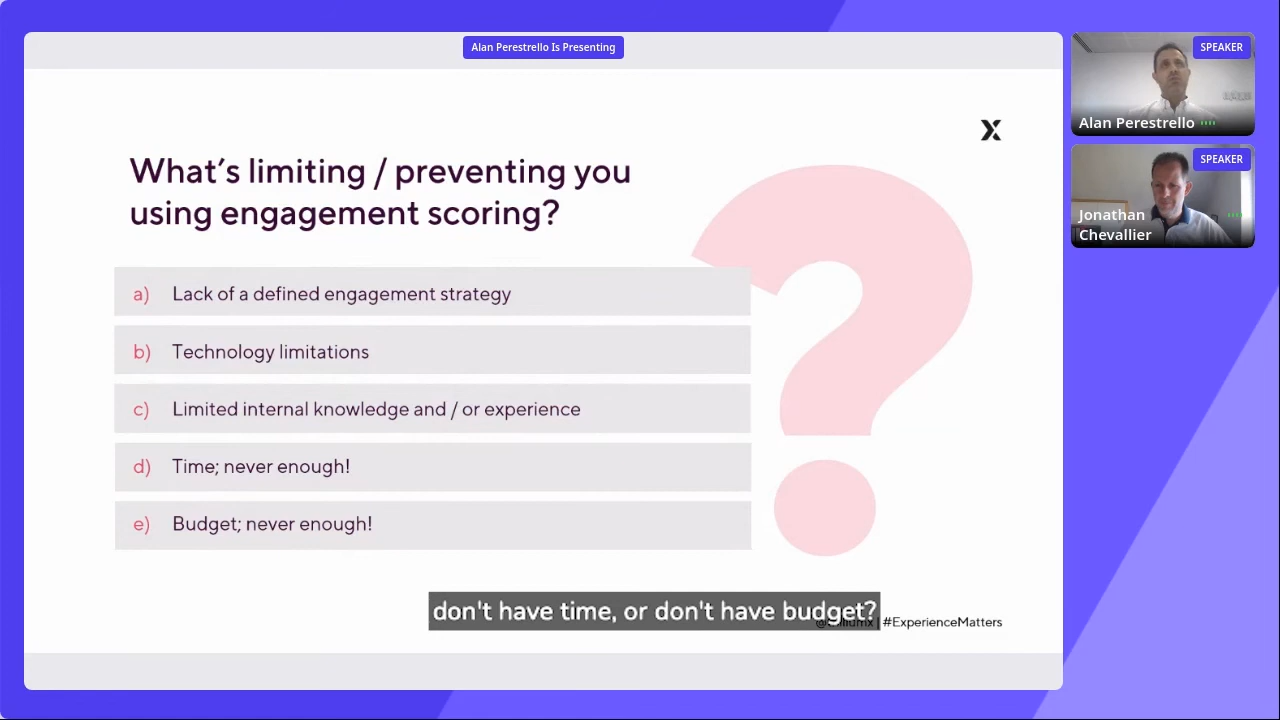 Alan Perestrello Is Presenting
SPEAKER
Alan Perestrello
SPEAKER
Jonathan
Chevallier
What's limiting / preventing you
using engagement scoring?
a) Lack of a defined engagement strategy
b) Technology limitations
c) Limited internal knowledge and / or experience
d) Time; never enough!
e) Budget; never enough!
don't have time, or don't have budget?
| #ExperienceMatters